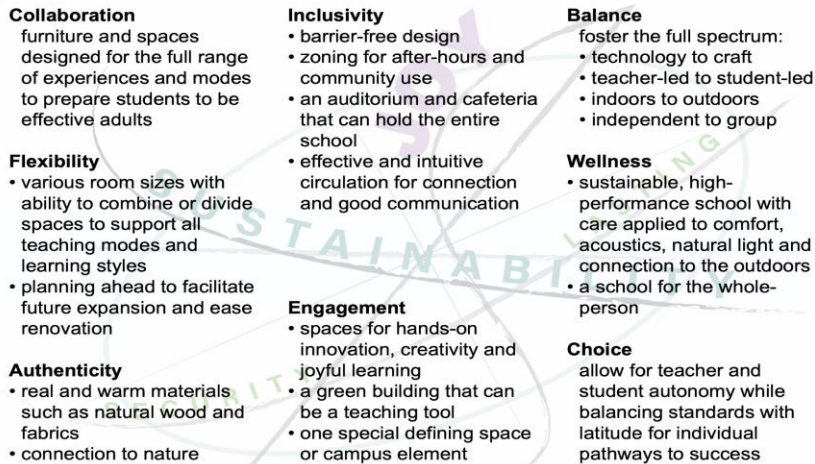 Collaboration
furniture and spaces
designed for the full range
of experiences and modes
to prepare students to be
effective adults
Flexibility
• various room sizes with
ability to combine or divide
spaces to support all
teaching modes and
learning styles
• planning ahead to facilitate
future expansion and ease
renovation
Authenticity
• real and warm materials
such as natural wood and
fabrics
• connection to nature
Inclusivity
• barrier-free design
• zoning for after-hours and
community use
• an auditorium and cafeteria
that can hold the entire
school
• effective and intuitive
circulation for connection
and good communication
Engagement
• spaces for hands-on
innovation, creativity and
joyful learning
• a green building that can
be a teaching tool
• one special defining space
or campus element
Balance
foster the full spectrum:
• technology to craft
• teacher-led to student-led
• indoors to outdoors
• independent to group
Wellness
• sustainable, high-
performance school with
care applied to comfort,
acoustics, natural light and
connection to the outdoors
• a school for the whole-
person
Choice
allow for teacher and
student autonomy while
balancing standards with
latitude for individual
pathways to success
JOY
SUSTAINABILITY
LASTING
SECURITY